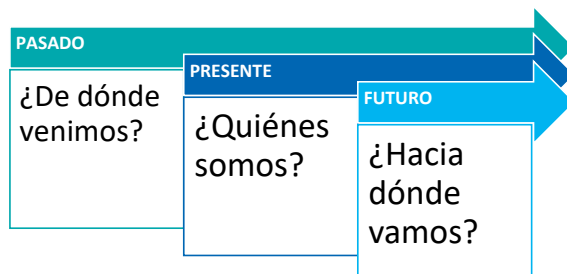 PASADO
¿De dónde
venimos?
PRESENTE
¿Quiénes
somos?
FUTURO
¿Hacia
dónde
vamos?